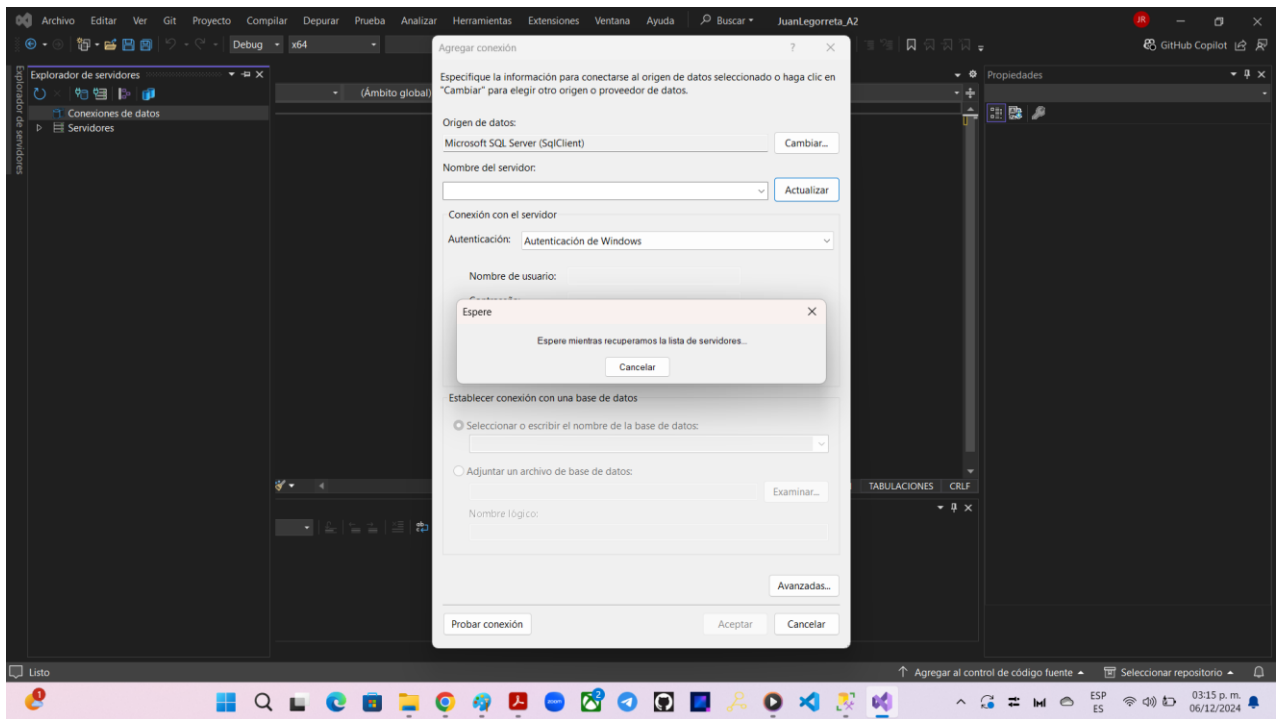 Archivo Editar Ver Git Proyecto Compilar Depurar Prueba Analizar Herramientas Extensiones Ventana Ayuda Buscar JuanLegorreta_A2 JR
Debug x64 GitHub Copilot
Explorador de servidores
Explorador de servidores
Conexiones de datos
Servidores
(Ámbito global)
Agregar conexión
Especifique la información para conectarse al origen de datos seleccionado o haga clic en
"Cambiar" para elegir otro origen o proveedor de datos.
Origen de datos:
Microsoft SQL Server (SqlClient) Cambiar...
Nombre del servidor:
Actualizar
Conexión con el servidor
Autenticación: Autenticación de Windows
Nombre de usuario:
Espere
Espere mientras recuperamos la lista de servidores...
Cancelar
Establecer conexión con una base de datos
Seleccionar o escribir el nombre de la base de datos:
Adjuntar un archivo de base de datos:
Examinar...
Nombre lógico:
Avanzadas...
Probar conexión Aceptar Cancelar
Propiedades
TABULACIONES CRLF
Listo Agregar al control de código fuente Seleccionar repositorio
zoom
ESP
ES
03:15 p. m.
06/12/2024